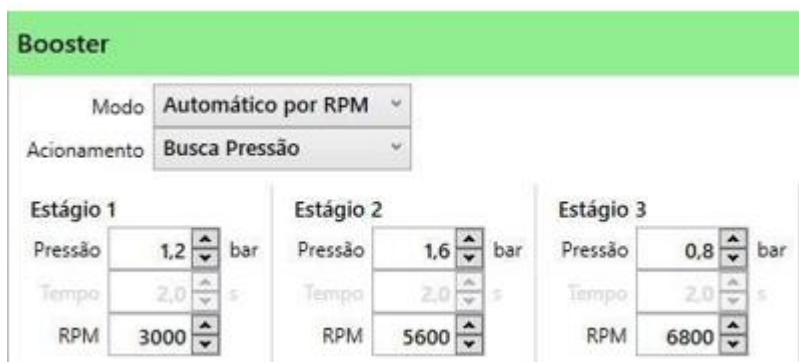 Booster
Modo Automático por RPM
Acionamento Busca Pressão
Estágio 1 Estágio 2 Estágio 3
Pressão 1,2 bar Pressão 1,6 bar Pressão 0,8 bar
Tempo 2,0 s Tempo 2,0 s Tempo 2,0 s
RPM 3000 RPM 5600 RPM 6800